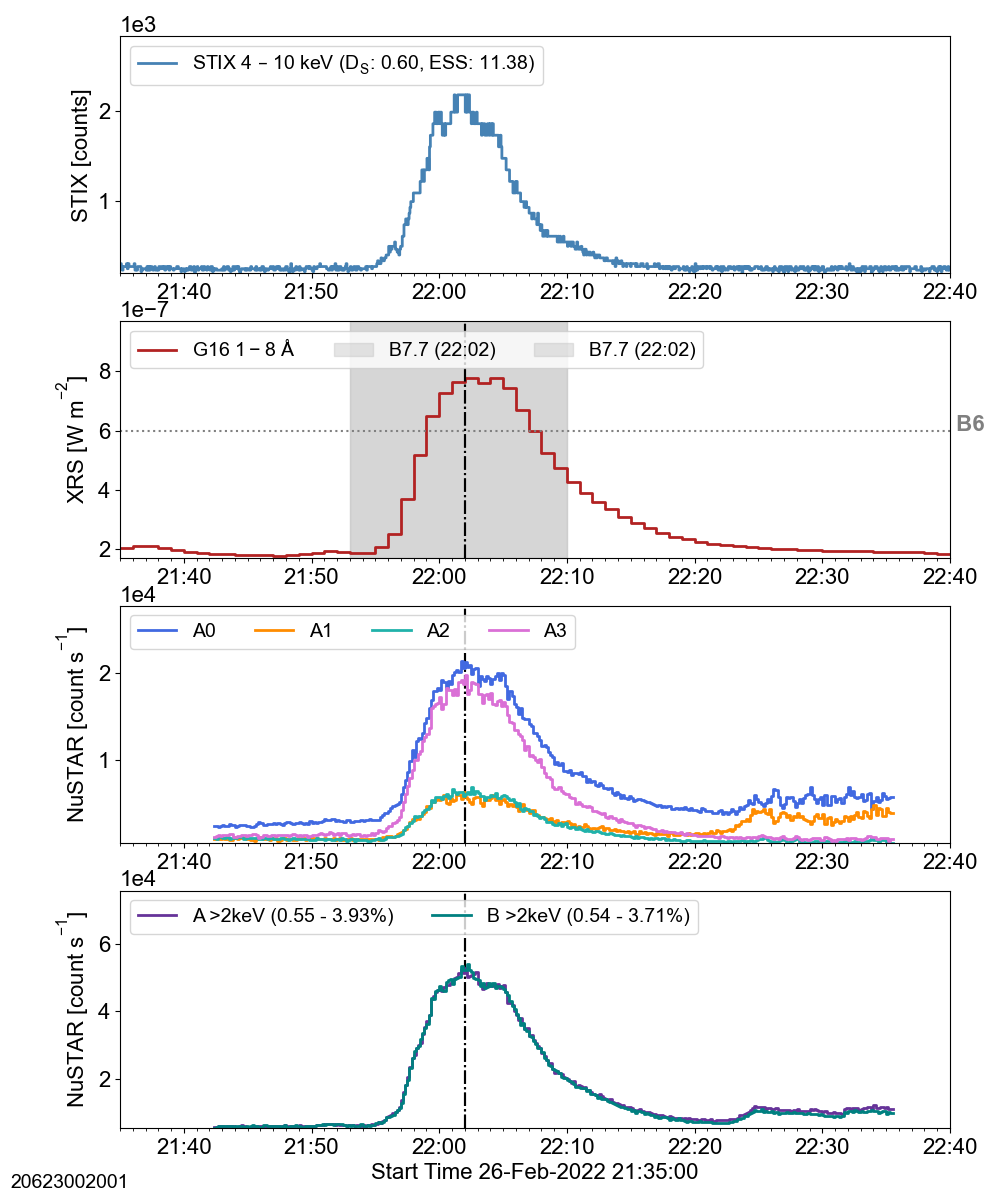 1e3
STIX 4 − 10 keV (DS: 0.60, ESS: 11.38)
STIX [counts]
2
1
21:40 21:50 22:00 22:10 22:20 22:30 22:40
1e−7
G16 1 − 8 Å B7.7 (22:02) B7.7 (22:02)
XRS [W m−2]
8
6
4
2
B6
21:40 21:50 22:00 22:10 22:20 22:30 22:40
1e4
A0 A1 A2 A3
NuSTAR [count s−1]
2
1
21:40 21:50 22:00 22:10 22:20 22:30 22:40
1e4
A >2keV (0.55 - 3.93%) B >2keV (0.54 - 3.71%)
NuSTAR [count s−1]
6
4
2
21:40 21:50 22:00 22:10 22:20 22:30 22:40
Start Time 26-Feb-2022 21:35:00
20623002001